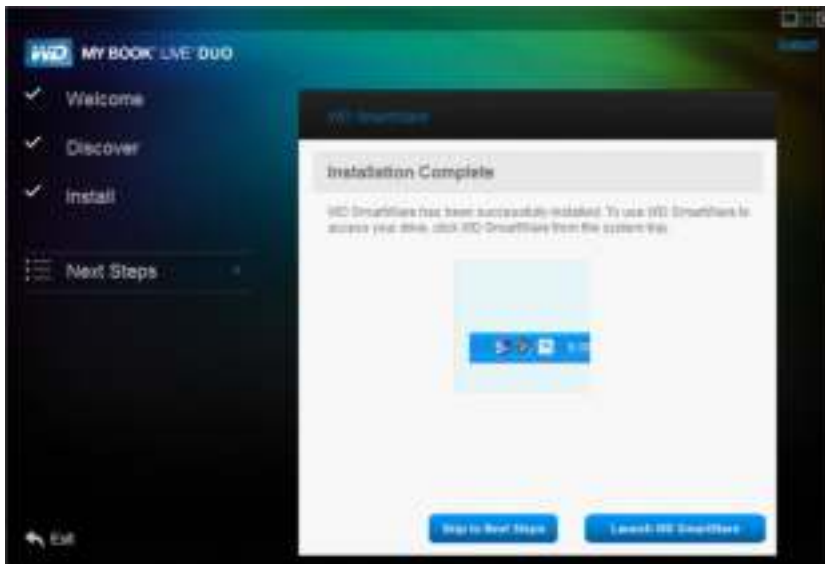 WD MY BOOK LIVE DUO
Welcome
Discover
Install
Next Steps
Exit
WD SmartWare
Installation Complete
WD SmartWare has been successfully installed. To use WD SmartWare to
access your drive, click WD SmartWare from the system tray.
Skip to Next Steps
Launch WD SmartWare